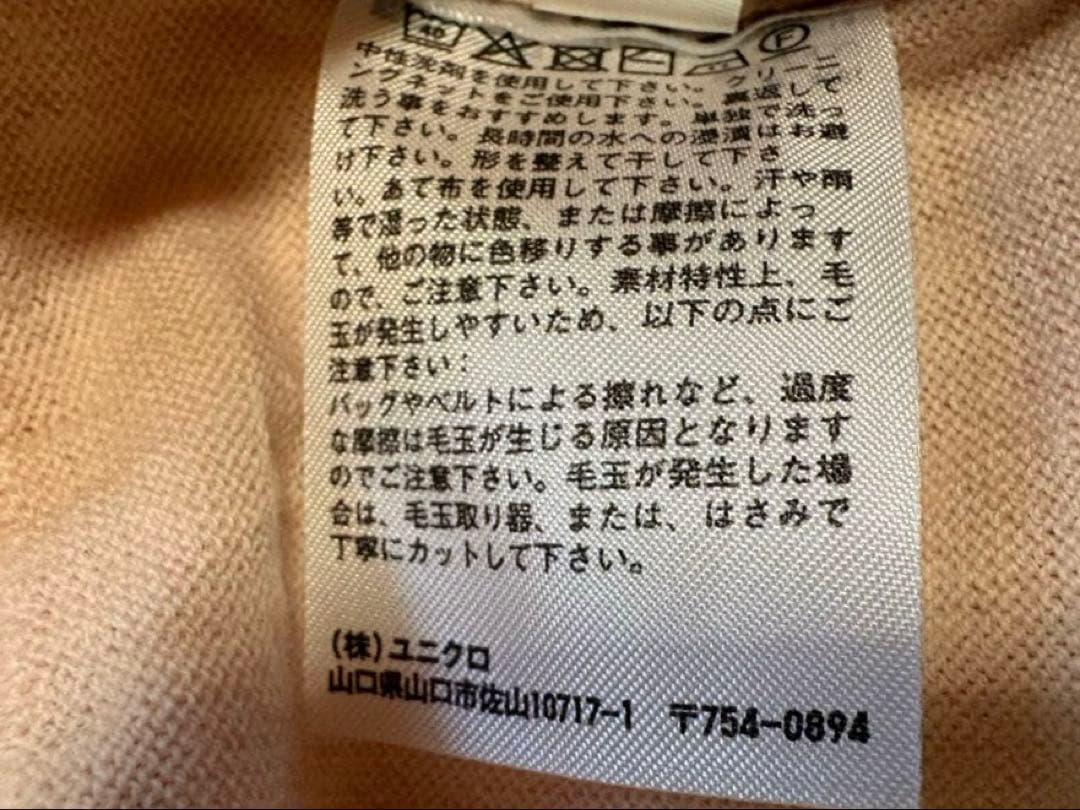 40 F
中性洗剤を使用して下さい。クリーニ
ングネットをご使用下さい。裏返して
洗う事をおすすめします。単独で洗っ
て下さい。長時間の水への浸漬はお避
け下さい。形を整えて干して下さ
い。あて布を使用して下さい。汗や雨
等で湿った状態、または摩擦によっ
て、他の物に色移りする事があります
ので、ご注意下さい。素材特性上、毛
玉が発生しやすいため、以下の点にご
注意下さい：
バッグやベルトによる擦れなど、過度
な摩擦は毛玉が生じる原因となります
のでご注意下さい。毛玉が発生した場
合は、毛玉取り器、または、はさみで
丁寧にカットして下さい。
(株)ユニクロ
山口県山口市佐山10717-1 〒754-0894